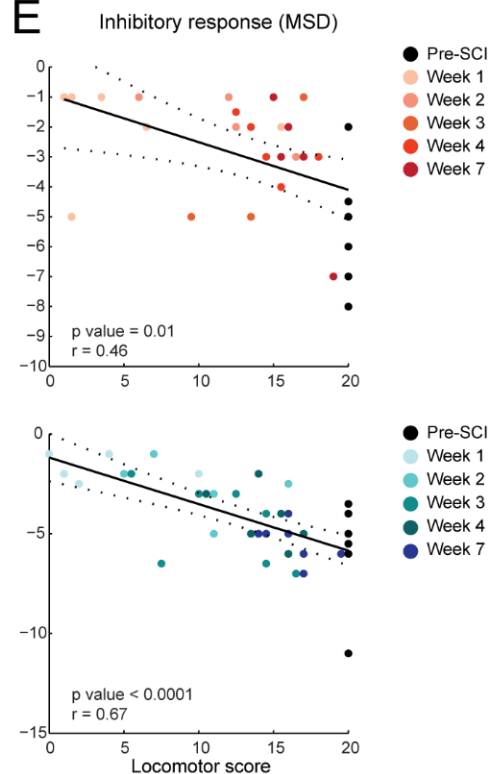 E
Inhibitory response (MSD)
0
−1
−2
−3
−4
−5
−6
−7
−8
−9
−10
0
5
10
15
20
p value = 0.01
r = 0.46
Pre-SCI
Week 1
Week 2
Week 3
Week 4
Week 7
0
−5
−10
−15
0
5
10
15
20
p value < 0.0001
r = 0.67
Locomotor score
Pre-SCI
Week 1
Week 2
Week 3
Week 4
Week 7